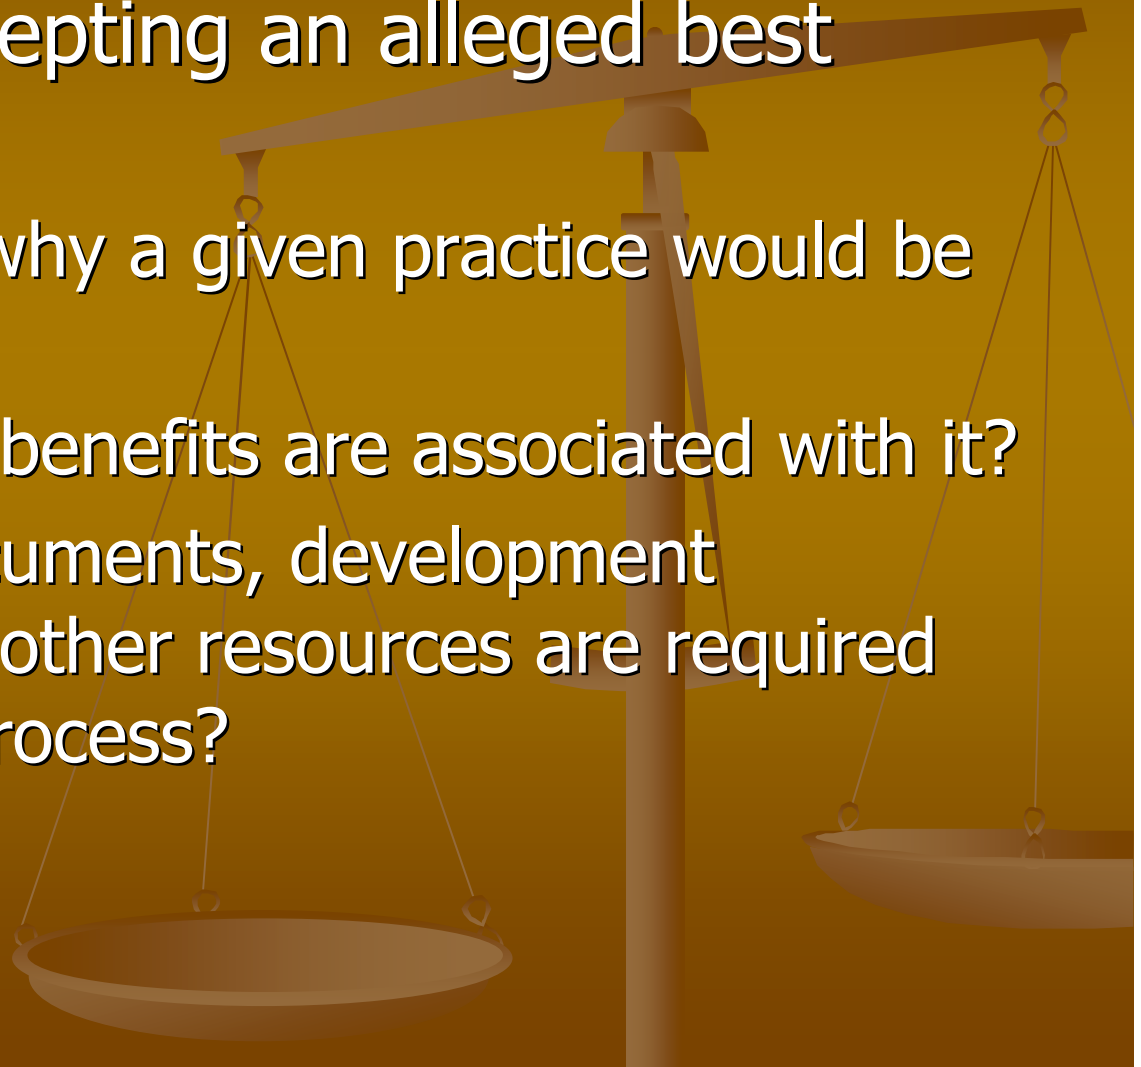 epting an alleged best
why a given practice would be
benefits are associated with it?
tuments, development
other resources are required
rocess?